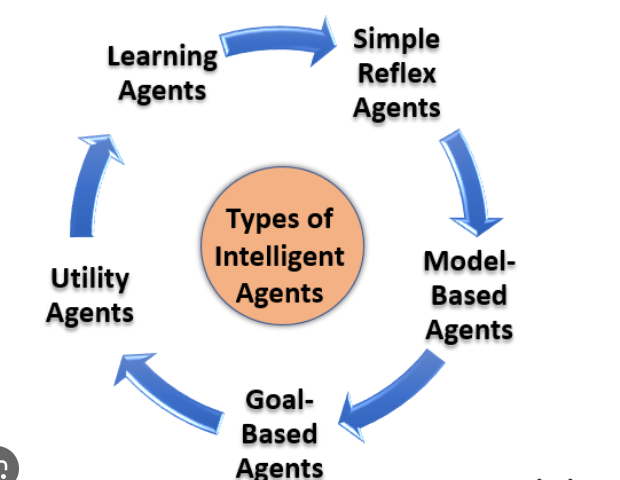 Learning
Agents
Simple
Reflex
Agents
Types of
Intelligent
Agents
Model-
Based
Agents
Utility
Agents
Goal-
Based
Agents